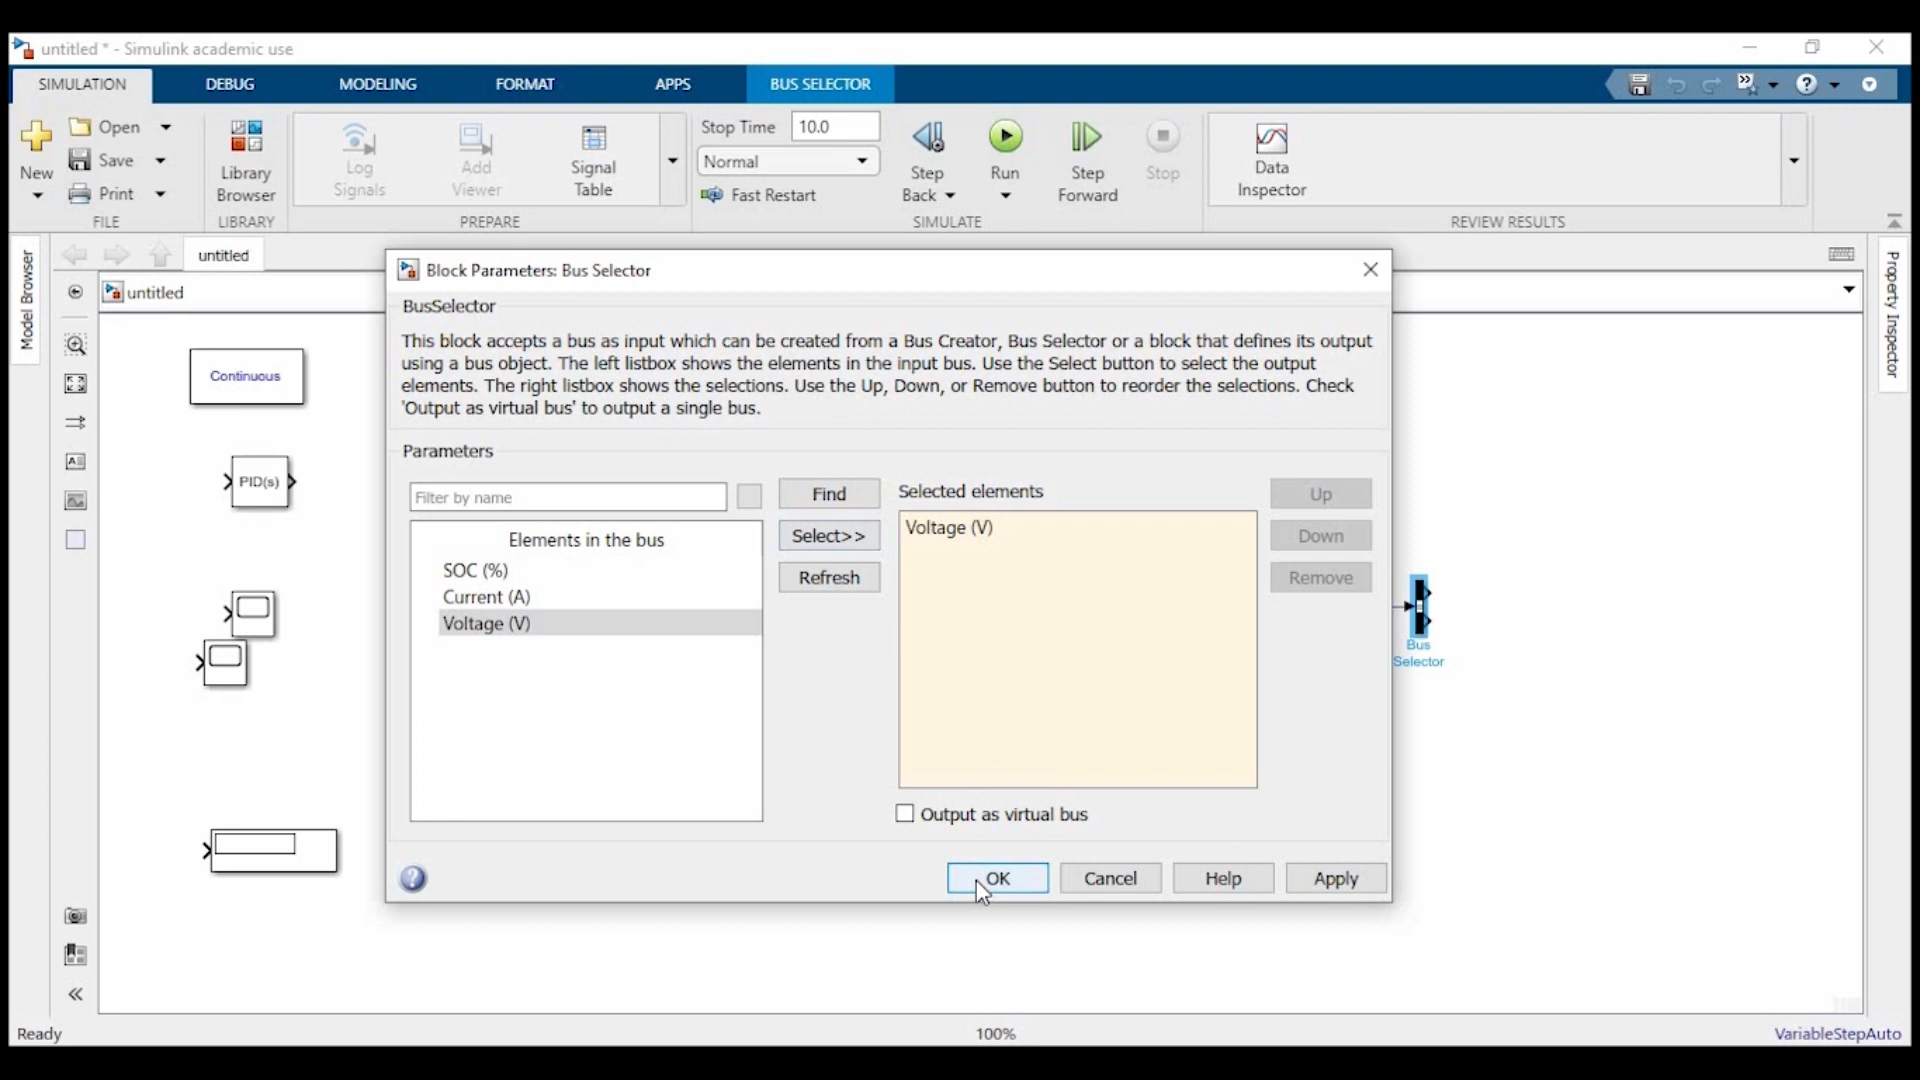 untitled * - Simulink academic use
SIMULATION DEBUG MODELING FORMAT APPS BUS SELECTOR
New
Open
Save
Print
FILE
Library
Browser
LIBRARY
Log
Signals
Add
Viewer
Signal
Table
PREPARE
Stop Time 10.0
Normal
Fast Restart
Step
Back
Run
Step
Forward
Stop
SIMULATE
Data
Inspector
REVIEW RESULTS
Model Browser
untitled
untitled
Property Inspector
Continuous
PID(s)
Block Parameters: Bus Selector
BusSelector
This block accepts a bus as input which can be created from a Bus Creator, Bus Selector or a block that defines its output
using a bus object. The left listbox shows the elements in the input bus. Use the Select button to select the output
elements. The right listbox shows the selections. Use the Up, Down, or Remove button to reorder the selections. Check
'Output as virtual bus' to output a single bus.
Parameters
Filter by name
Elements in the bus
SOC (%)
Current (A)
Voltage (V)
Find
Select>>
Refresh
Selected elements
Voltage (V)
Up
Down
Remove
Output as virtual bus
OK Cancel Help Apply
Bus
Selector
Ready 100% VariableStepAuto